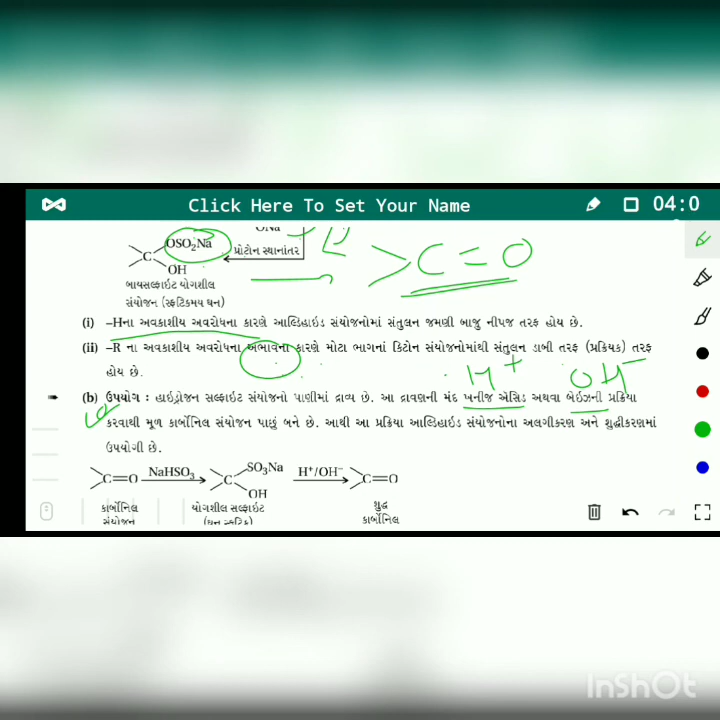 Click Here To Set Your Name
04:0
ONa
OSO₂Na
C
OH
પ્રોટોન સ્થાનાંતર
>C=O
બાયસલ્ફાઇટ યોગશીલ
સંયોજન (સ્ફટિકમય ઘન)
(i) –Hના અવકાશીય અવરોધના કારણે આલ્ડિહાઇડ સંયોજનોમાં સંતુલન જમણી બાજુ નીપજ તરફ હોય છે.
(ii) –R ના અવકાશીય અવરોધના અભાવના કારણે મોટા ભાગનાં કિટોન સંયોજનોમાંથી સંતુલન ડાબી તરફ (પ્રક્રિયક) તરફ
હોય છે.
H⁺ OH⁻
(b) ઉપયોગ : હાઇડ્રોજન સલ્ફાઇટ સંયોજનો પાણીમાં દ્રાવ્ય છે. આ દ્રાવણની મંદ ખનીજ ઍસિડ અથવા બેઇઝની પ્રક્રિયા
કરવાથી મૂળ કાર્બોનિલ સંયોજન પાછું બને છે. આથી આ પ્રક્રિયા આલ્ડિહાઇડ સંયોજનોના અલગીકરણ અને શુદ્ધીકરણમાં
ઉપયોગી છે.
C=O NaHSO₃ C SO₃Na OH H⁺/OH⁻ C=O
કાર્બોનિલ યોગશીલ સલ્ફાઇટ શુદ્ધ
સંયોજન (ઘન સ્ફટિક) કાર્બોનિલ
InShOt